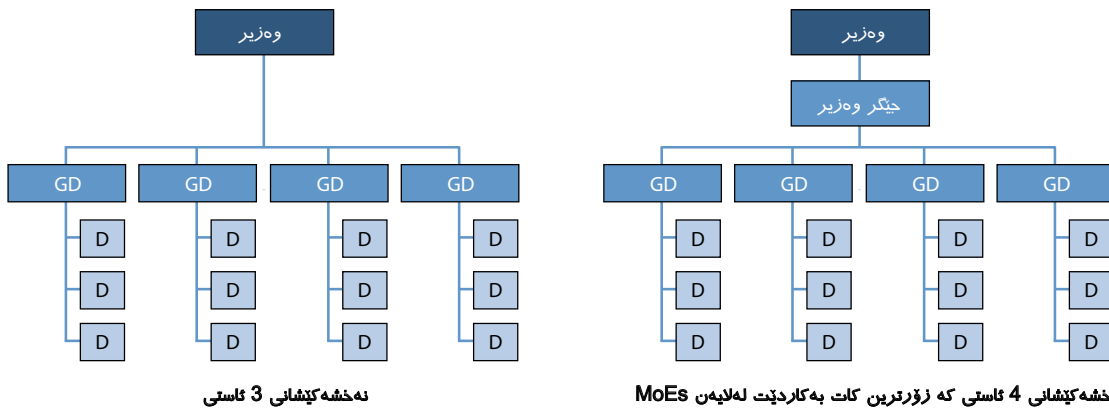 وەزیر
GD GD GD GD
D D D D
D D D D
D D D D
نەخشەکێشانی 3 ئاستی
وەزیر
جێگر وەزیر
GD GD GD GD
D D D D
D D D D
D D D D
خشەکێشانی 4 ئاستی کە زۆرترین کات بەکاردێت لەلایەن MoEs